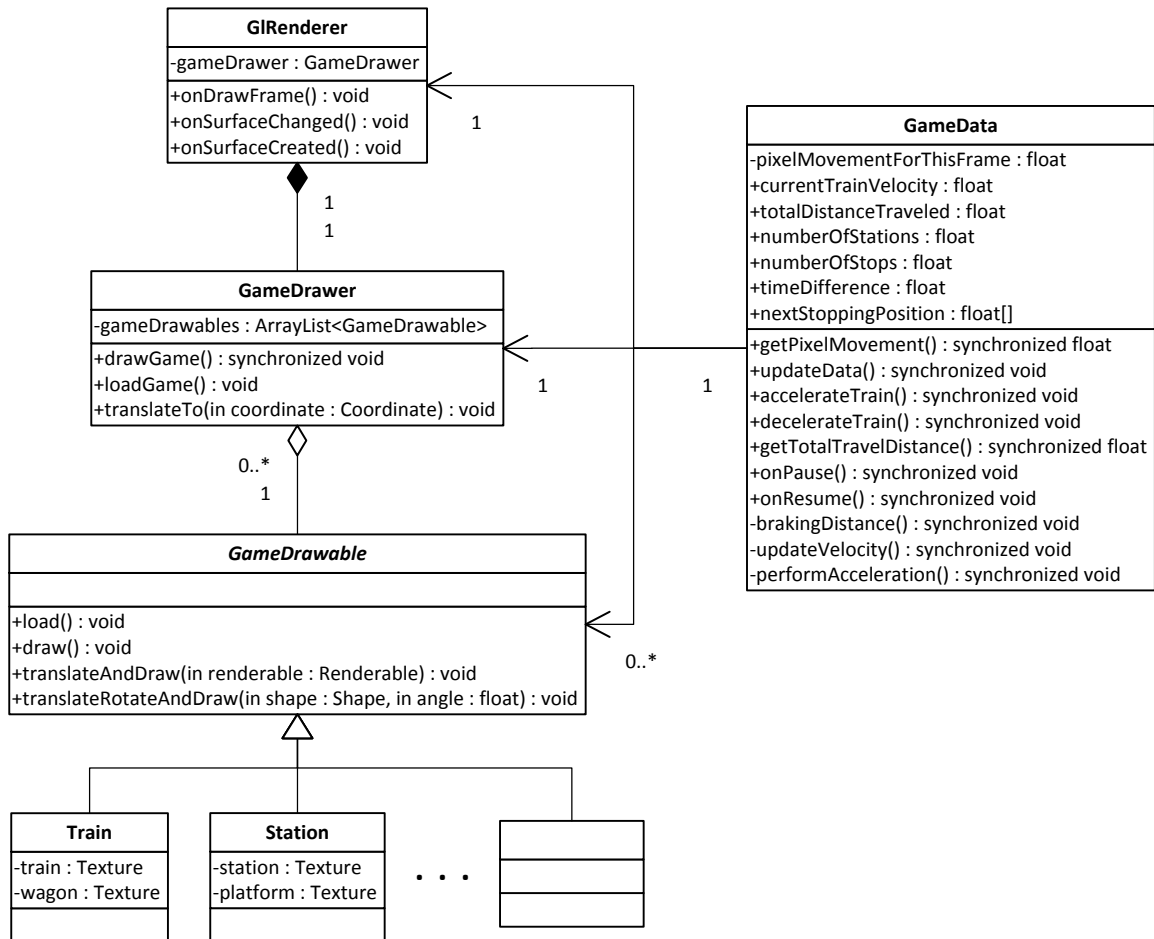 GlRenderer
-gameDrawer : GameDrawer
+onDrawFrame() : void
+onSurfaceChanged() : void
+onSurfaceCreated() : void
1
1
1
GameDrawer
-gameDrawables : ArrayList<GameDrawable>
+drawGame() : synchronized void
+loadGame() : void
+translateTo(in coordinate : Coordinate) : void
1
1
0..*
1
GameData
-pixelMovementForThisFrame : float
+currentTrainVelocity : float
+totalDistanceTraveled : float
+numberOfStations : float
+numberOfStops : float
+timeDifference : float
+nextStoppingPosition : float[]
+getPixelMovement() : synchronized float
+updateData() : synchronized void
+accelerateTrain() : synchronized void
+decelerateTrain() : synchronized void
+getTotalTravelDistance() : synchronized float
+onPause() : synchronized void
+onResume() : synchronized void
-brakingDistance() : synchronized void
-updateVelocity() : synchronized void
-performAcceleration() : synchronized void
GameDrawable
+load() : void
+draw() : void
+translateAndDraw(in renderable : Renderable) : void
+translateRotateAndDraw(in shape : Shape, in angle : float) : void
0..*
Train
-train : Texture
-wagon : Texture
Station
-station : Texture
-platform : Texture
. . .